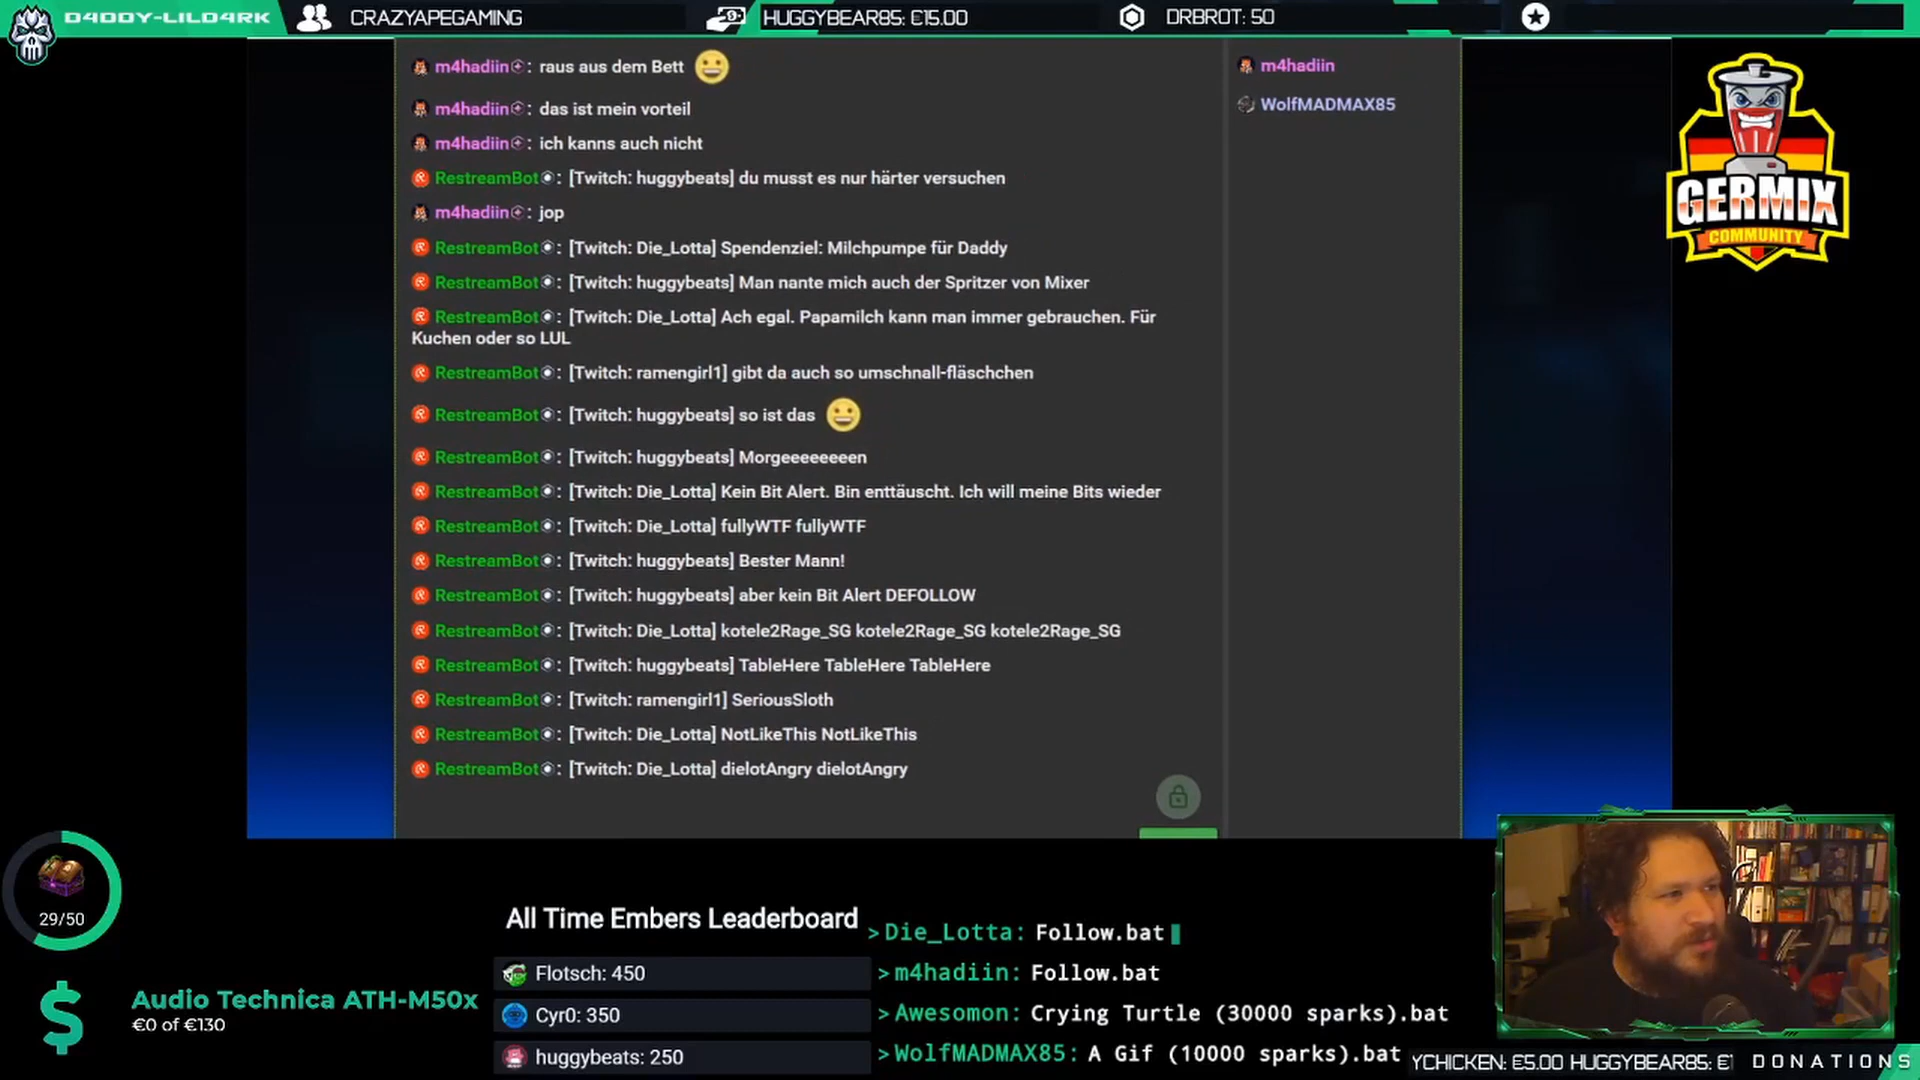 D4DDY-LILD4RK
CRAZYAPEGAMING
HUGGYBEAR85: €15.00
DRBROT: 50
m4hadiin: raus aus dem Bett
m4hadiin: das ist mein vorteil
m4hadiin: ich kanns auch nicht
RestreamBot: [Twitch: huggybeats] du musst es nur härter versuchen
m4hadiin: jop
RestreamBot: [Twitch: Die_Lotta] Spendenziel: Milchpumpe für Daddy
RestreamBot: [Twitch: huggybeats] Man nante mich auch der Spritzer von Mixer
RestreamBot: [Twitch: Die_Lotta] Ach egal. Papamilch kann man immer gebrauchen. Für
Kuchen oder so LUL
RestreamBot: [Twitch: ramengirl1] gibt da auch so umschnall-fläschchen
RestreamBot: [Twitch: huggybeats] so ist das
RestreamBot: [Twitch: huggybeats] Morgeeeeeeeen
RestreamBot: [Twitch: Die_Lotta] Kein Bit Alert. Bin enttäuscht. Ich will meine Bits wieder
RestreamBot: [Twitch: Die_Lotta] fullyWTF fullyWTF
RestreamBot: [Twitch: huggybeats] Bester Mann!
RestreamBot: [Twitch: huggybeats] aber kein Bit Alert DEFOLLOW
RestreamBot: [Twitch: Die_Lotta] kotele2Rage_SG kotele2Rage_SG kotele2Rage_SG
RestreamBot: [Twitch: huggybeats] TableHere TableHere TableHere
RestreamBot: [Twitch: ramengirl1] SeriousSloth
RestreamBot: [Twitch: Die_Lotta] NotLikeThis NotLikeThis
RestreamBot: [Twitch: Die_Lotta] dielotAngry dielotAngry
m4hadiin
WolfMADMAX85
GERMIX
COMMUNITY
29/50
Audio Technica ATH-M50x
€0 of €130
All Time Embers Leaderboard
Flotsch: 450
Cyr0: 350
huggybeats: 250
>Die_Lotta: Follow.bat
>m4hadiin: Follow.bat
>Awesomon: Crying Turtle (30000 sparks).bat
>WolfMADMAX85: A Gif (10000 sparks).bat
YCHICKEN: €5.00 HUGGYBEAR85: €1
DONATIONS